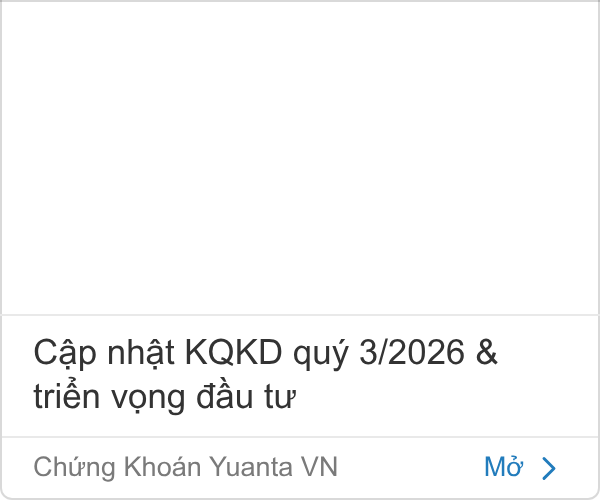 Cập nhật KQKD quý 3/2026 &
triển vọng đầu tư
Chứng Khoán Yuanta VN
Mở